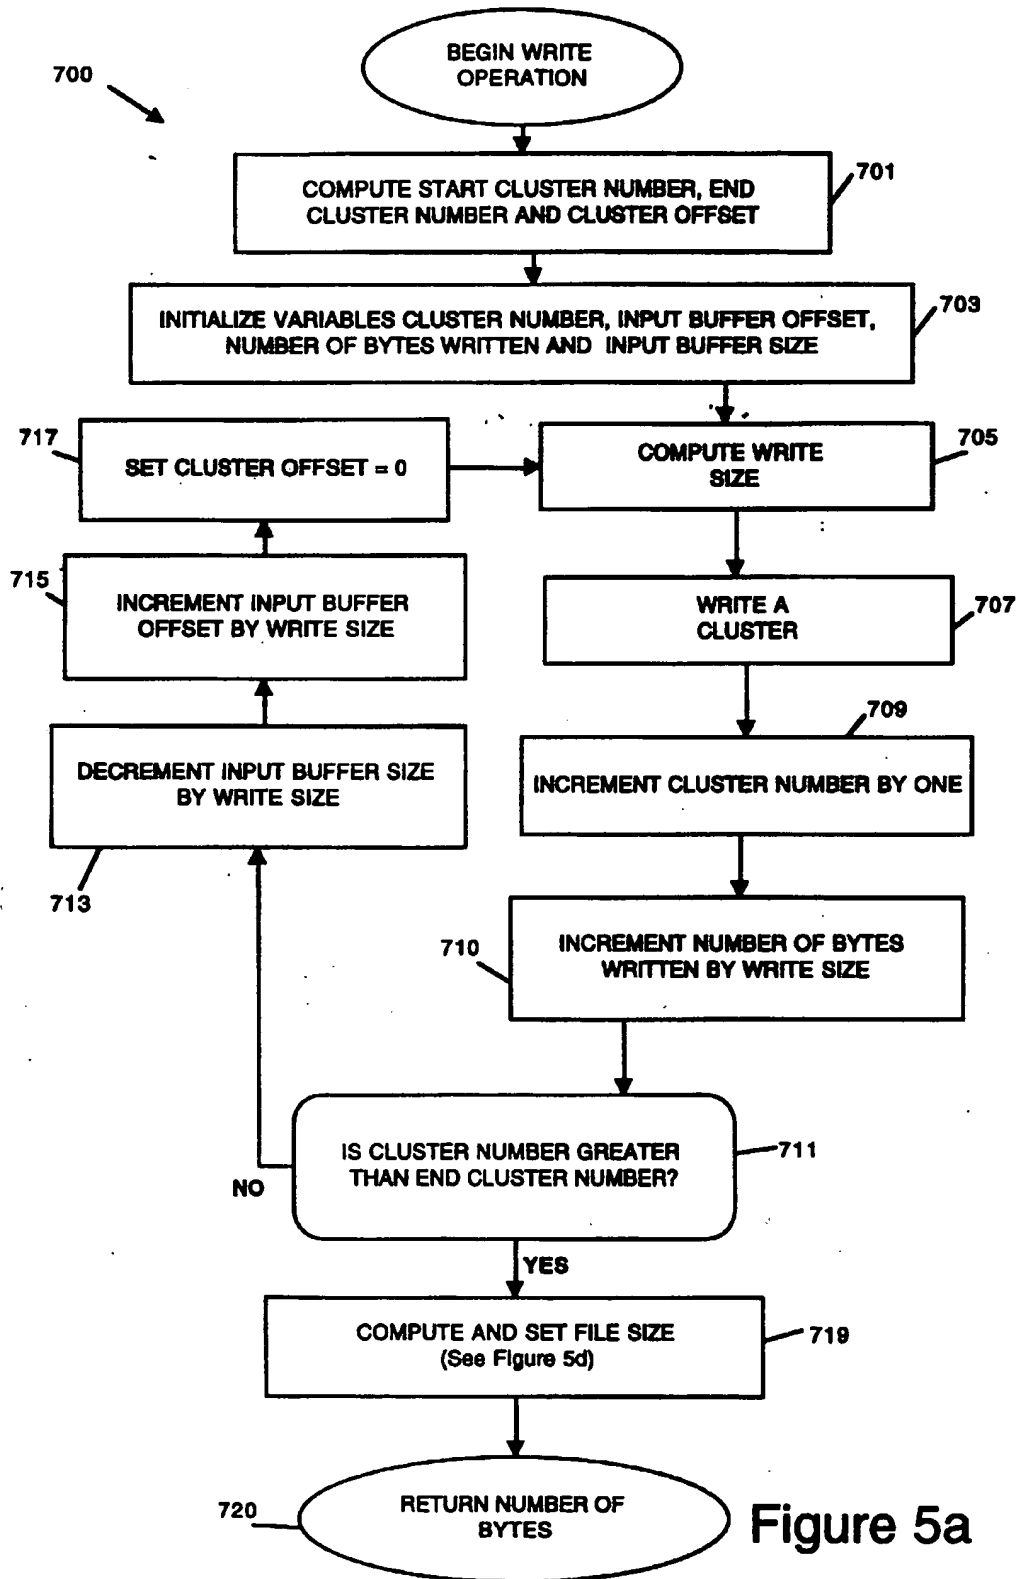 BEGIN WRITE
OPERATION
700
COMPUTE START CLUSTER NUMBER, END
CLUSTER NUMBER AND CLUSTER OFFSET
701
INITIALIZE VARIABLES CLUSTER NUMBER, INPUT BUFFER OFFSET,
NUMBER OF BYTES WRITTEN AND INPUT BUFFER SIZE
703
717
SET CLUSTER OFFSET = 0
COMPUTE WRITE
SIZE
705
715
INCREMENT INPUT BUFFER
OFFSET BY WRITE SIZE
WRITE A
CLUSTER
707
709
DECREMENT INPUT BUFFER SIZE
BY WRITE SIZE
713
INCREMENT CLUSTER NUMBER BY ONE
710
INCREMENT NUMBER OF BYTES
WRITTEN BY WRITE SIZE
IS CLUSTER NUMBER GREATER
THAN END CLUSTER NUMBER?
711
NO
YES
COMPUTE AND SET FILE SIZE
(See Figure 5d)
719
720
RETURN NUMBER OF
BYTES
Figure 5a